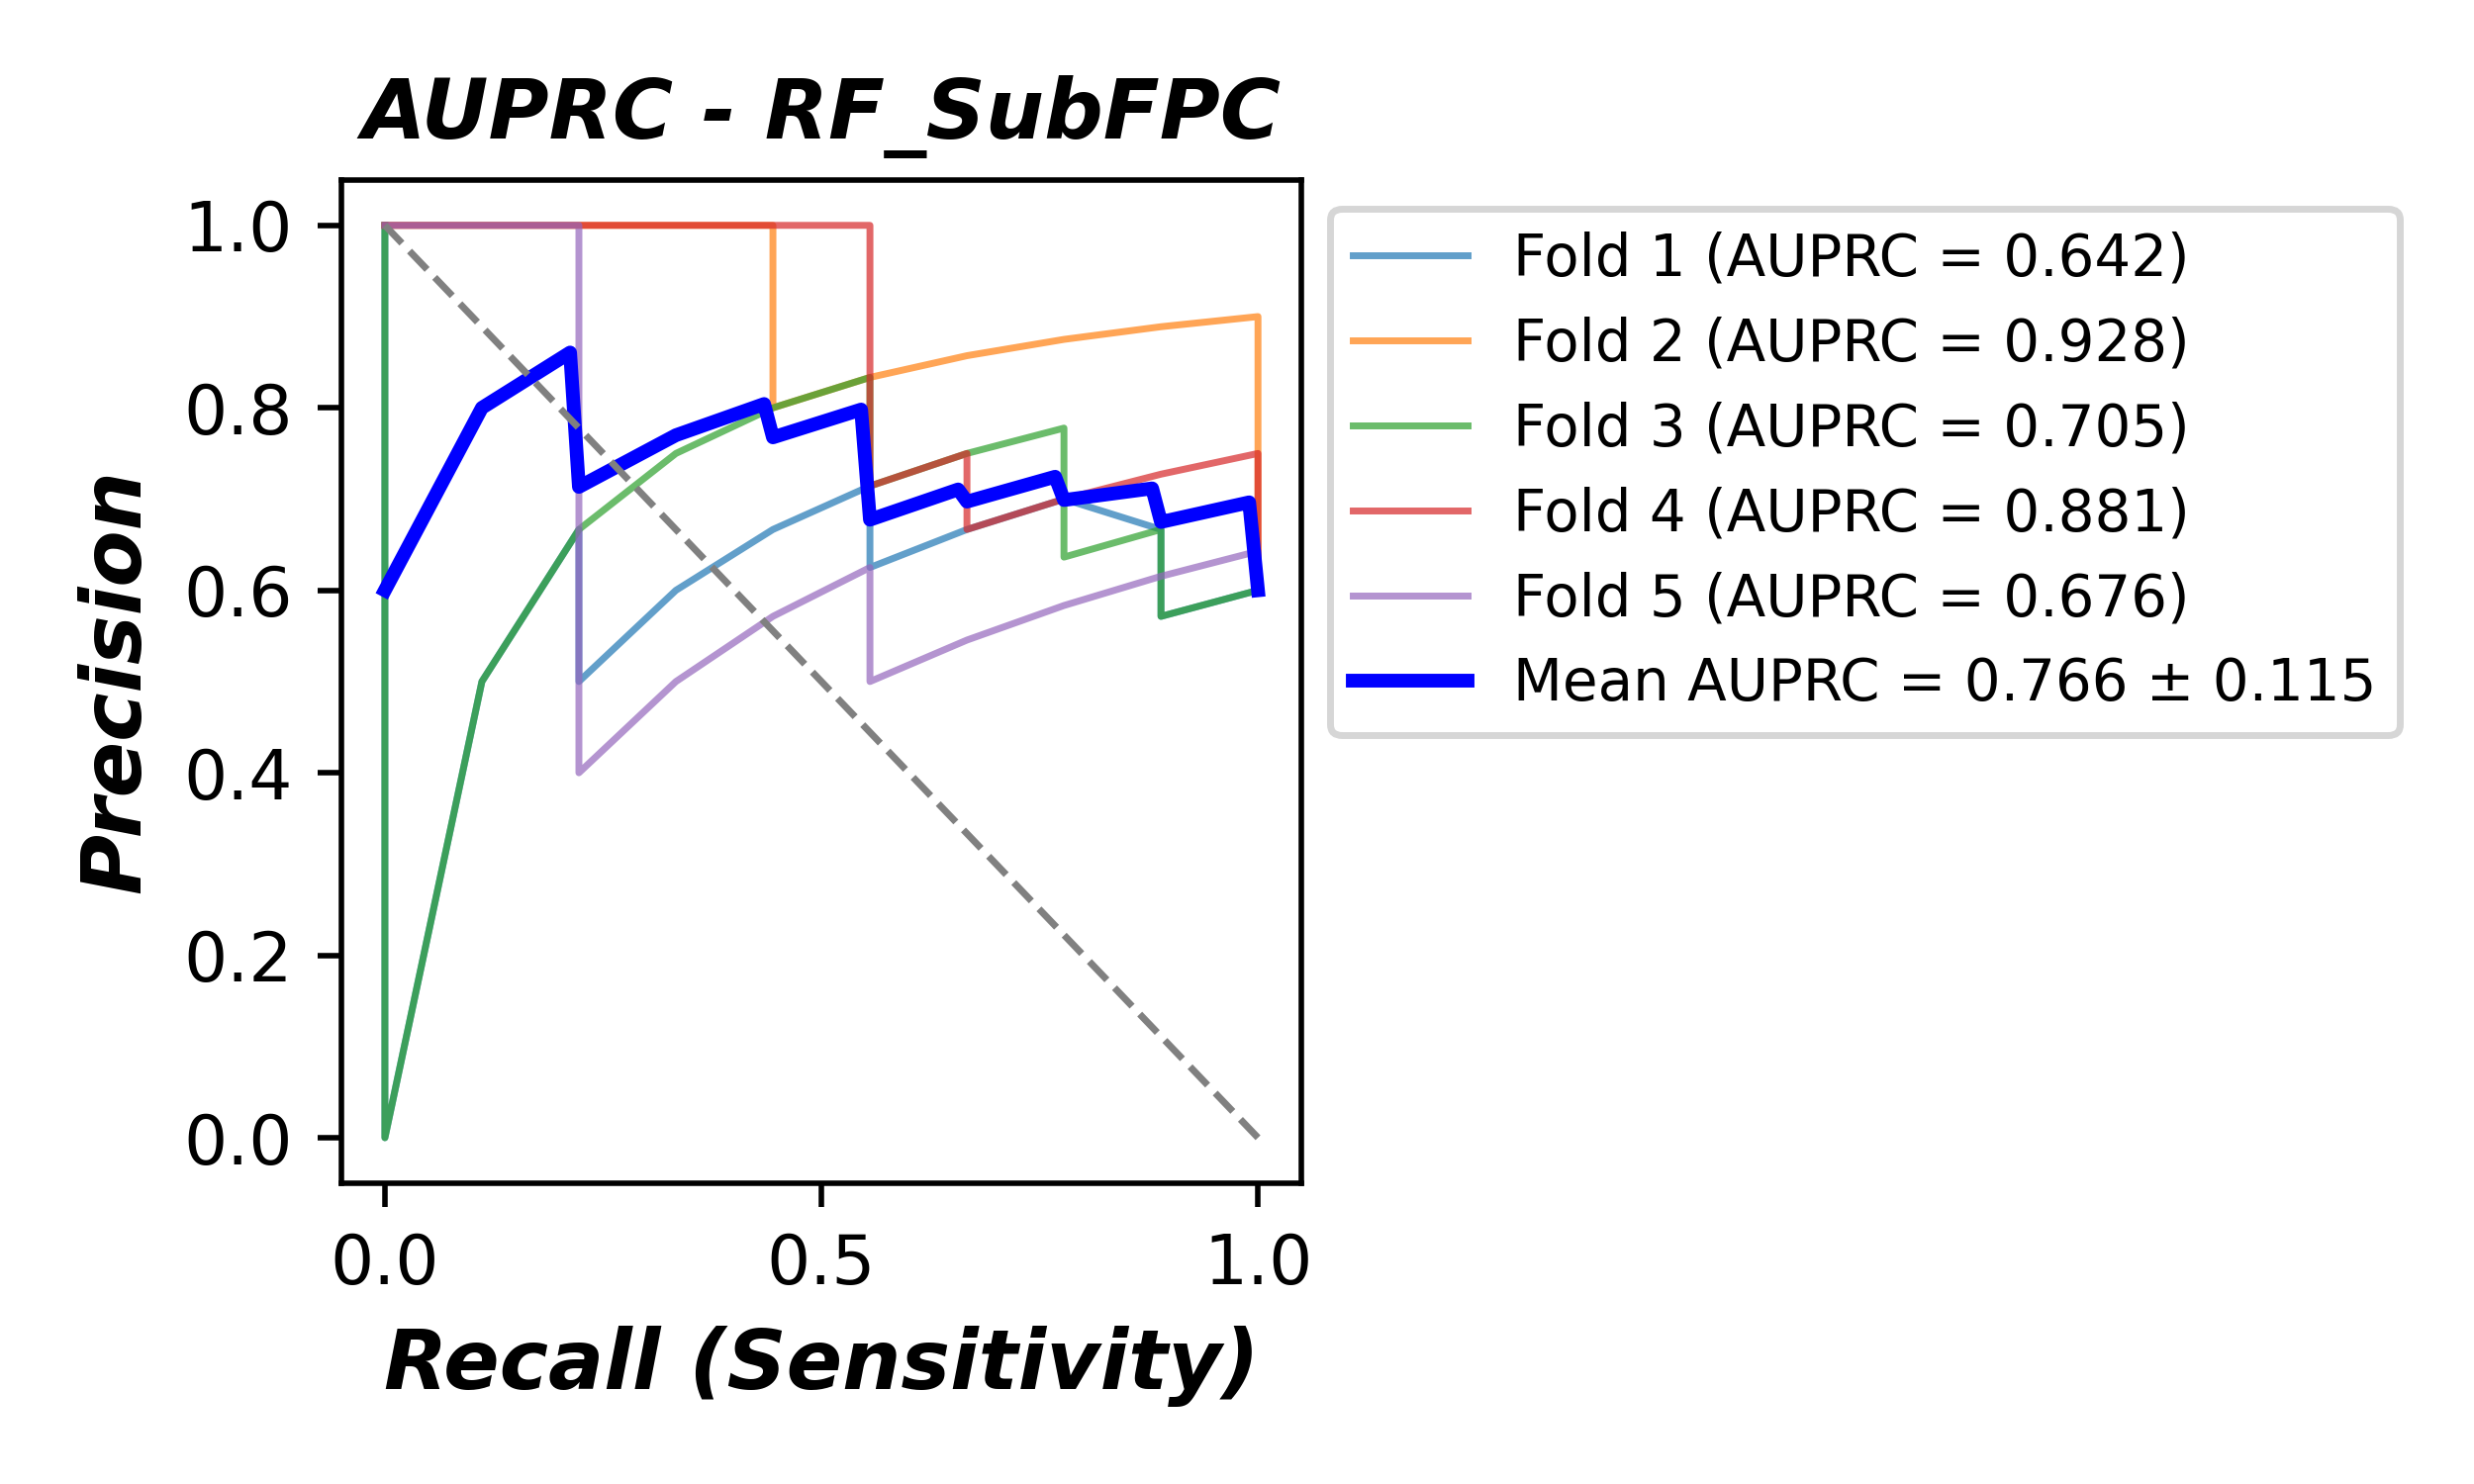 AUPRC - RF_SubFPC
Precision
1.0
0.8
0.6
0.4
0.2
0.0
0.0 0.5 1.0
Recall (Sensitivity)
Fold 1 (AUPRC = 0.642)
Fold 2 (AUPRC = 0.928)
Fold 3 (AUPRC = 0.705)
Fold 4 (AUPRC = 0.881)
Fold 5 (AUPRC = 0.676)
Mean AUPRC = 0.766 ± 0.115